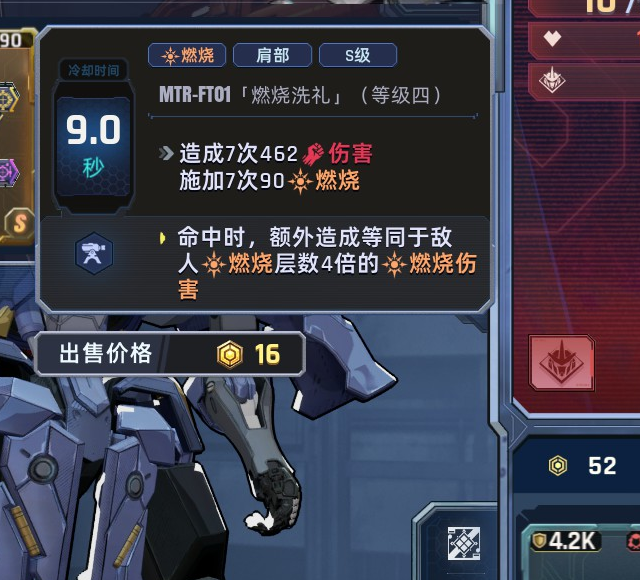 90
燃烧
肩部
S级
冷却时间
9.0
秒
MTR-FT01「燃烧洗礼」（等级四）
造成7次462伤害
施加7次90燃烧
命中时，额外造成等同于敌
人燃烧层数4倍的燃烧伤
害
S
出售价格
16
52
4.2K